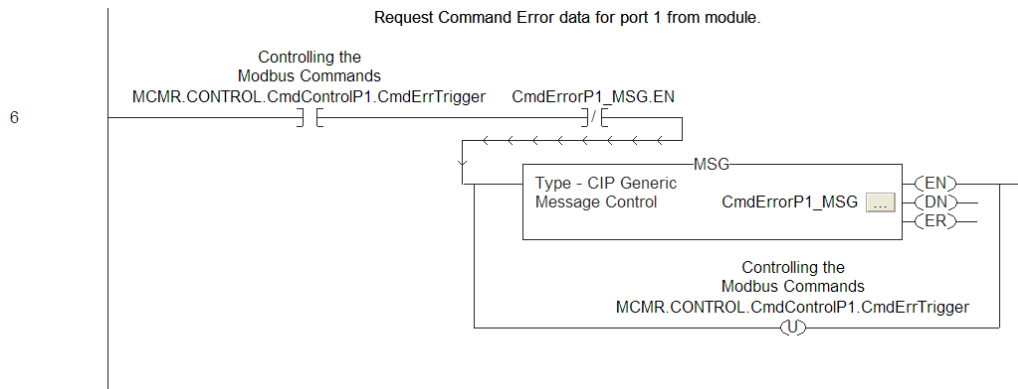 Request Command Error data for port 1 from module.
Controlling the
Modbus Commands
MCMR.CONTROL.CmdControlP1.CmdErrTrigger CmdErrorP1_MSG.EN
6
/
MSG
Type - CIP Generic
Message Control CmdErrorP1_MSG ...
EN
DN
ER
Controlling the
Modbus Commands
MCMR.CONTROL.CmdControlP1.CmdErrTrigger
U